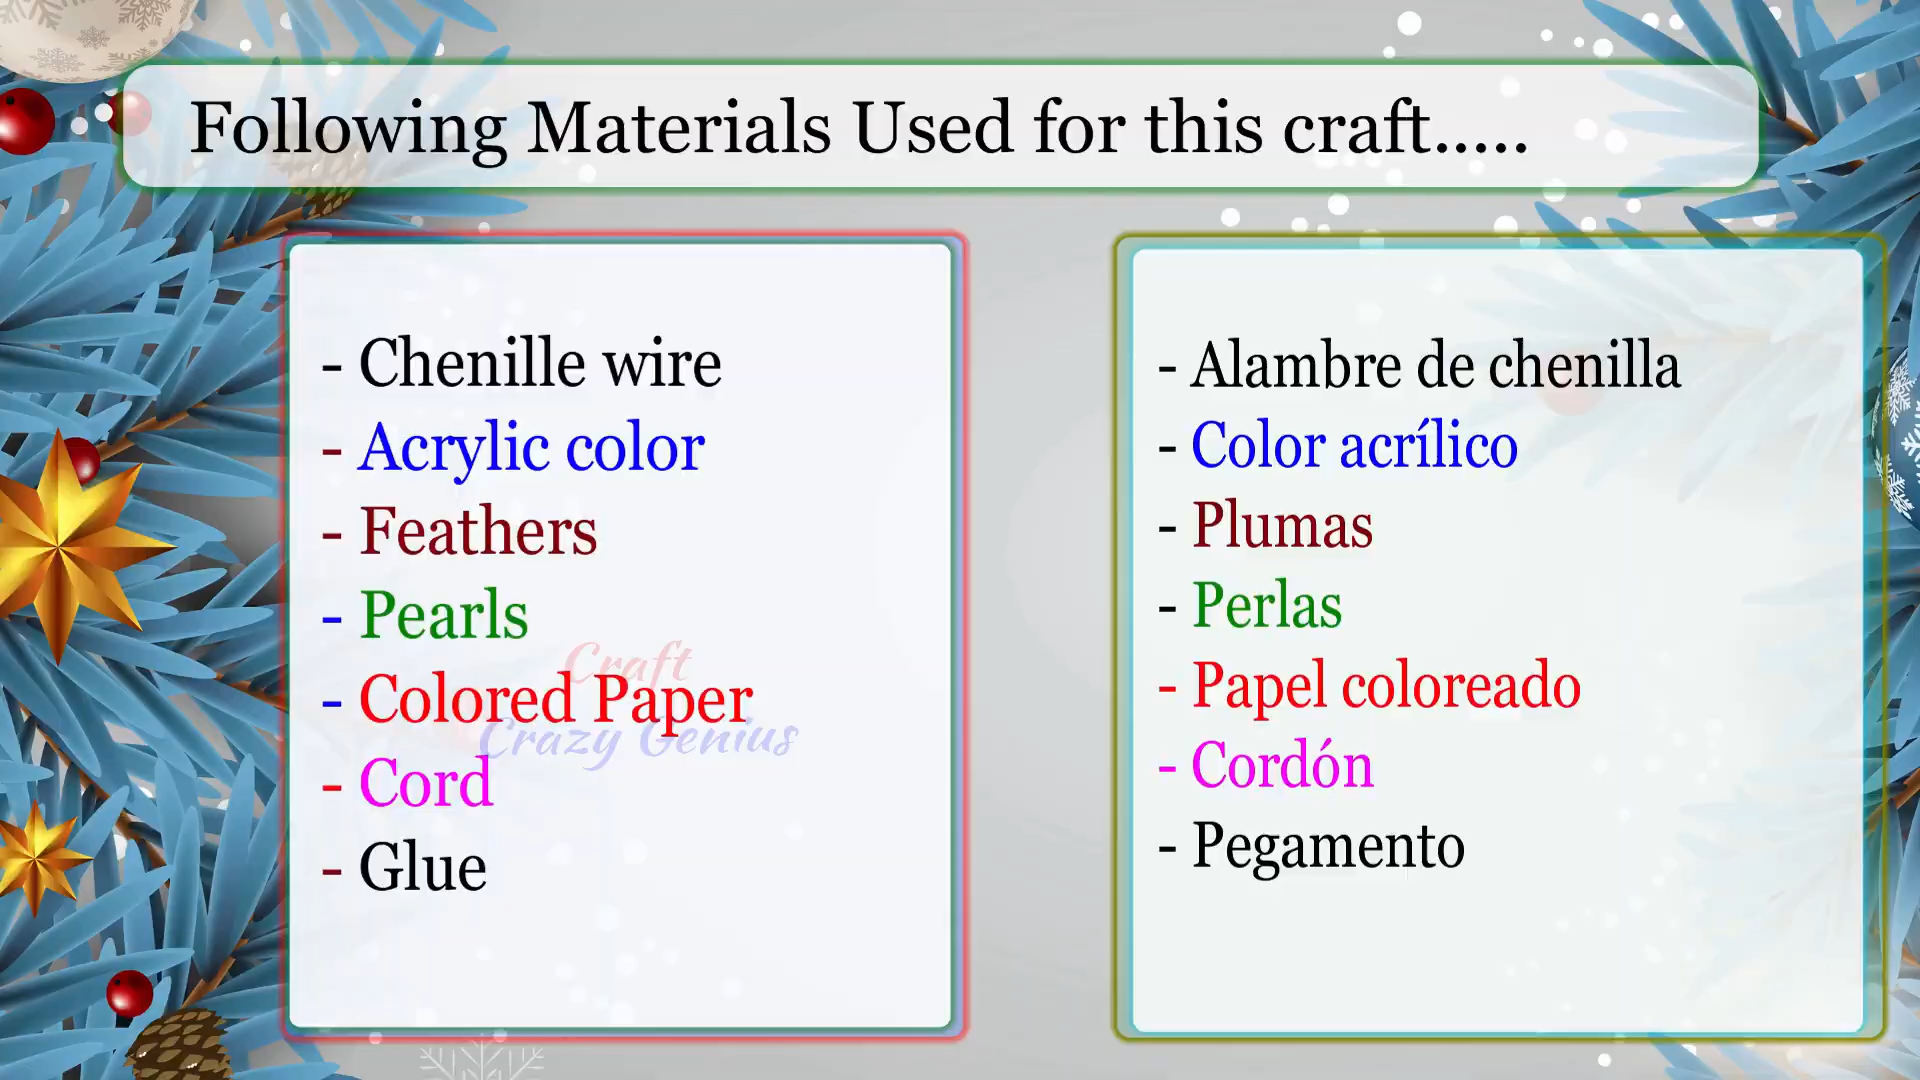 Following Materials Used for this craft.....
- Chenille wire
- Acrylic color
- Feathers
- Pearls
- Colored Paper
- Cord
- Glue
Craft
Crazy Genius
- Alambre de chenilla
- Color acrílico
- Plumas
- Perlas
- Papel coloreado
- Cordón
- Pegamento